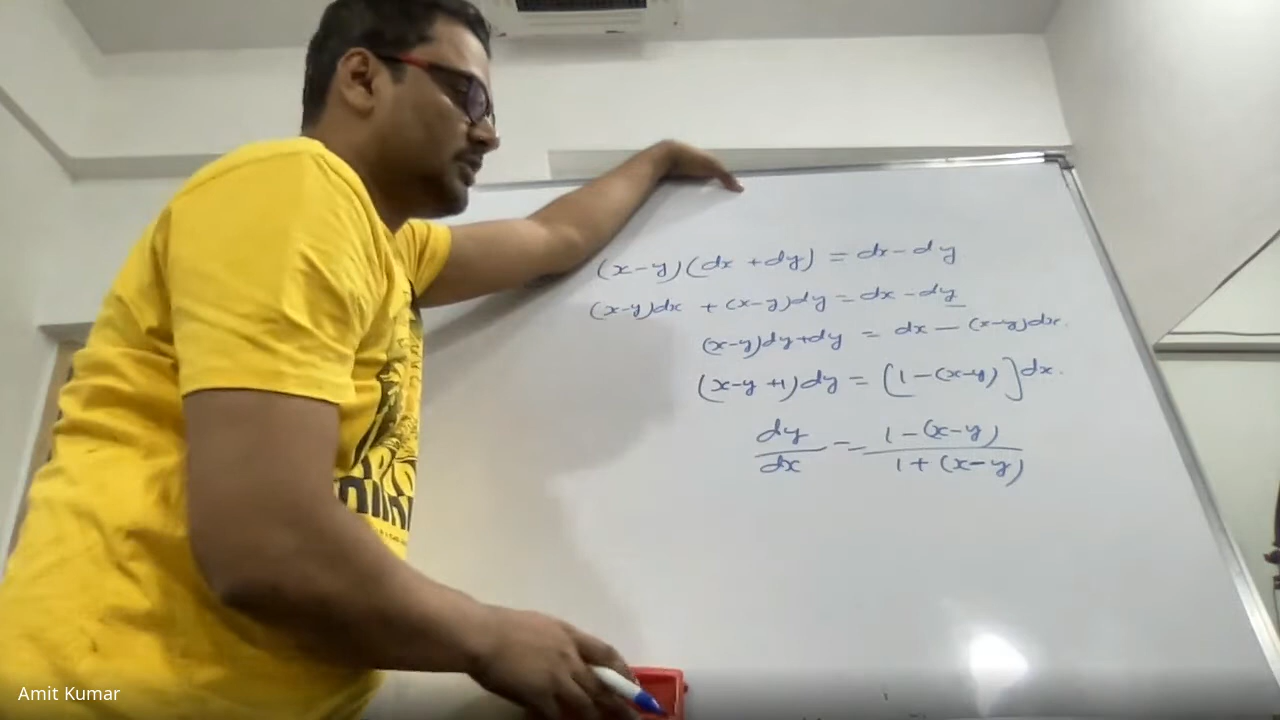 (x-y)(dx +dy) = dx-dy
(x-y)dx + (x-y)dy = dx - dy
(x-y)dy+dy = dx - (x-y)dx.
(x-y +1)dy = [1-(x-y)]dx.
dy/dx = 1-(x-y)/1+(x-y)
Amit Kumar